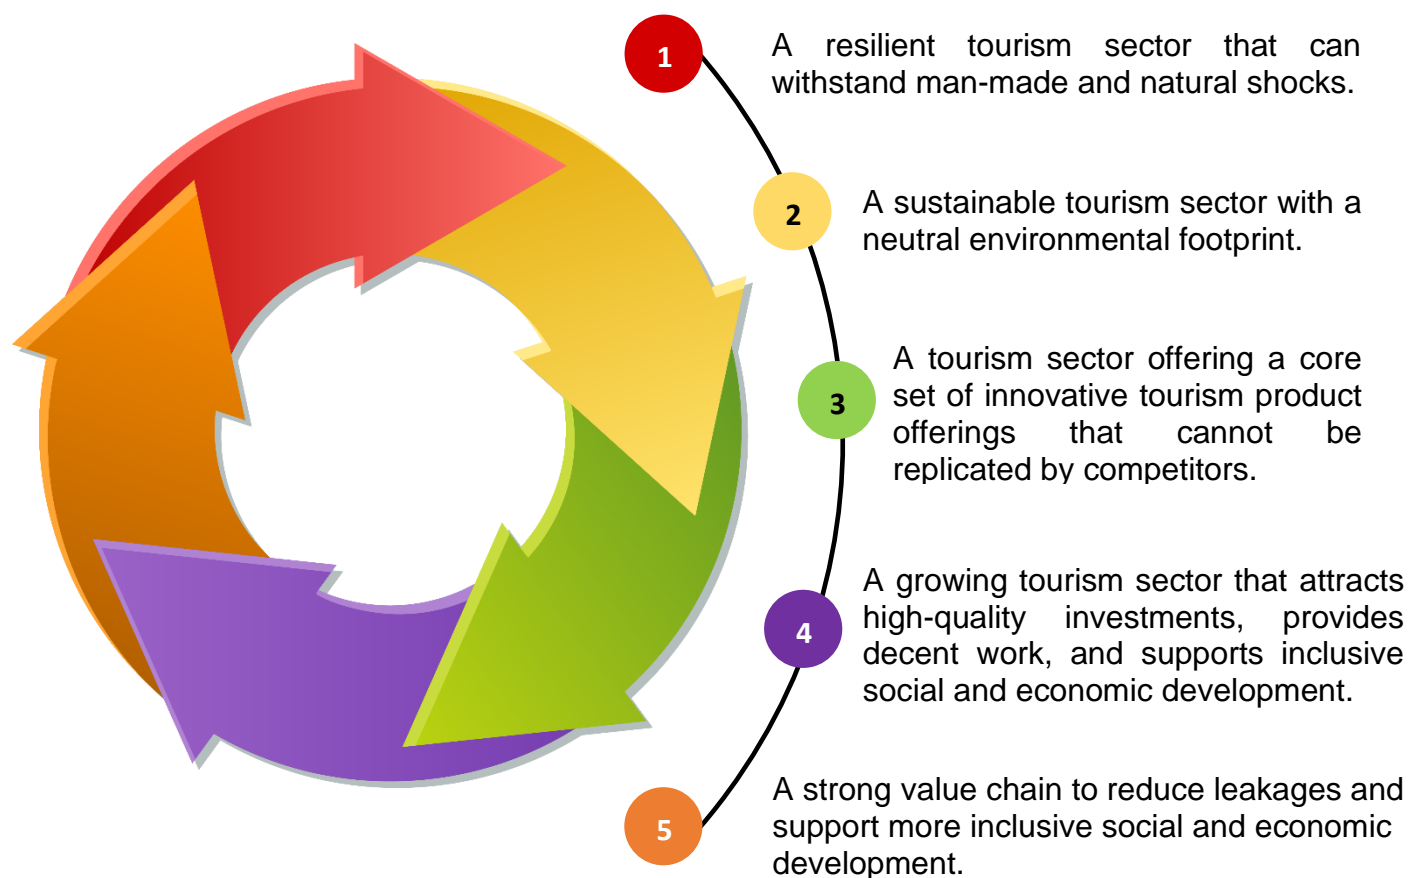 1
A resilient tourism sector that can
withstand man-made and natural shocks.
2
A sustainable tourism sector with a
neutral environmental footprint.
3
A tourism sector offering a core
set of innovative tourism product
offerings that cannot be
replicated by competitors.
4
A growing tourism sector that attracts
high-quality investments, provides
decent work, and supports inclusive
social and economic development.
5
A strong value chain to reduce leakages and
support more inclusive social and economic
development.